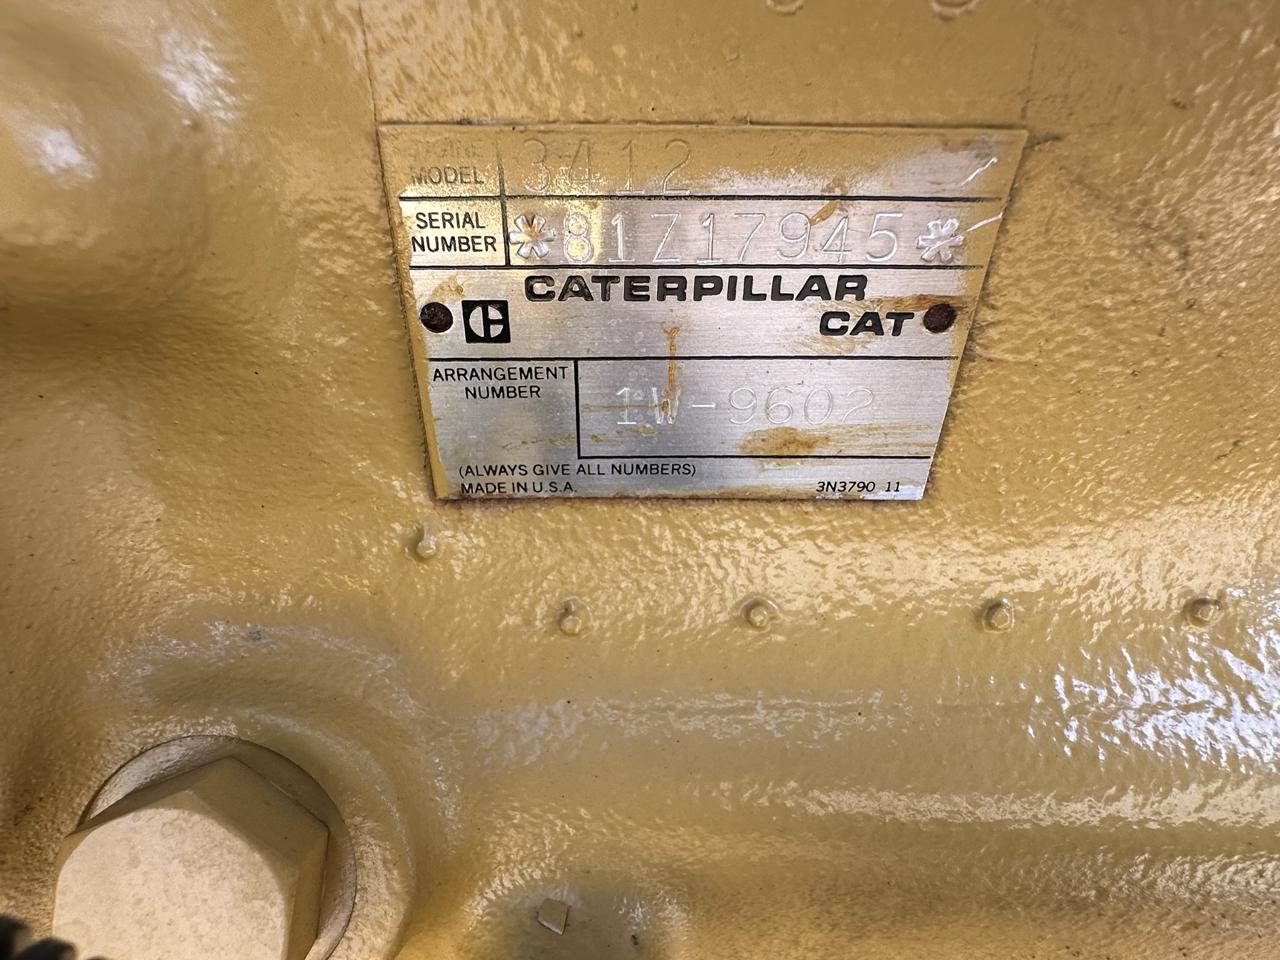 ENGINE
MODEL 3412
SERIAL
NUMBER *81Z17945*
CATERPILLAR
CAT
ARRANGEMENT
NUMBER 1W-9602
(ALWAYS GIVE ALL NUMBERS)
MADE IN U.S.A. 3N3790 11